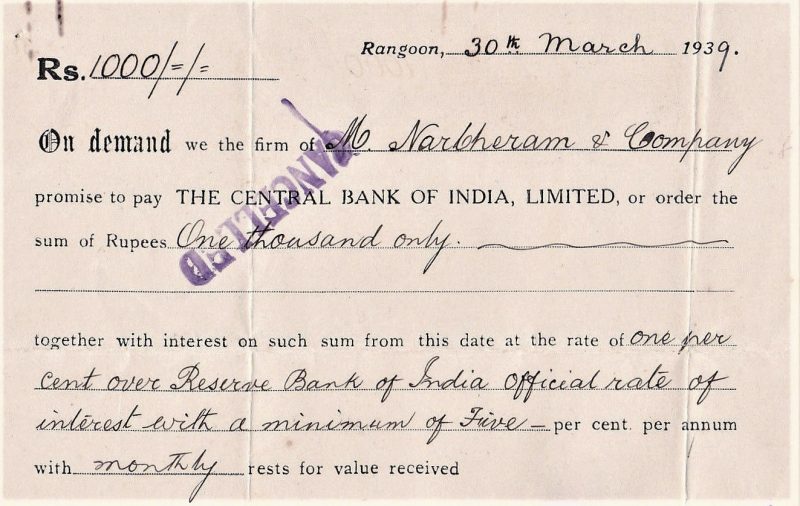 Rangoon, 30th March 1939.
Rs. 1000/=/=
On demand we the firm of M. Narbheram & Company
promise to pay THE CENTRAL BANK OF INDIA, LIMITED, or order the
sum of Rupees One thousand only.
CANCELLED
together with interest on such sum from this date at the rate of one per
cent over Reserve Bank of India official rate of
interest with a minimum of Five – per cent. per annum
with monthly rests for value received